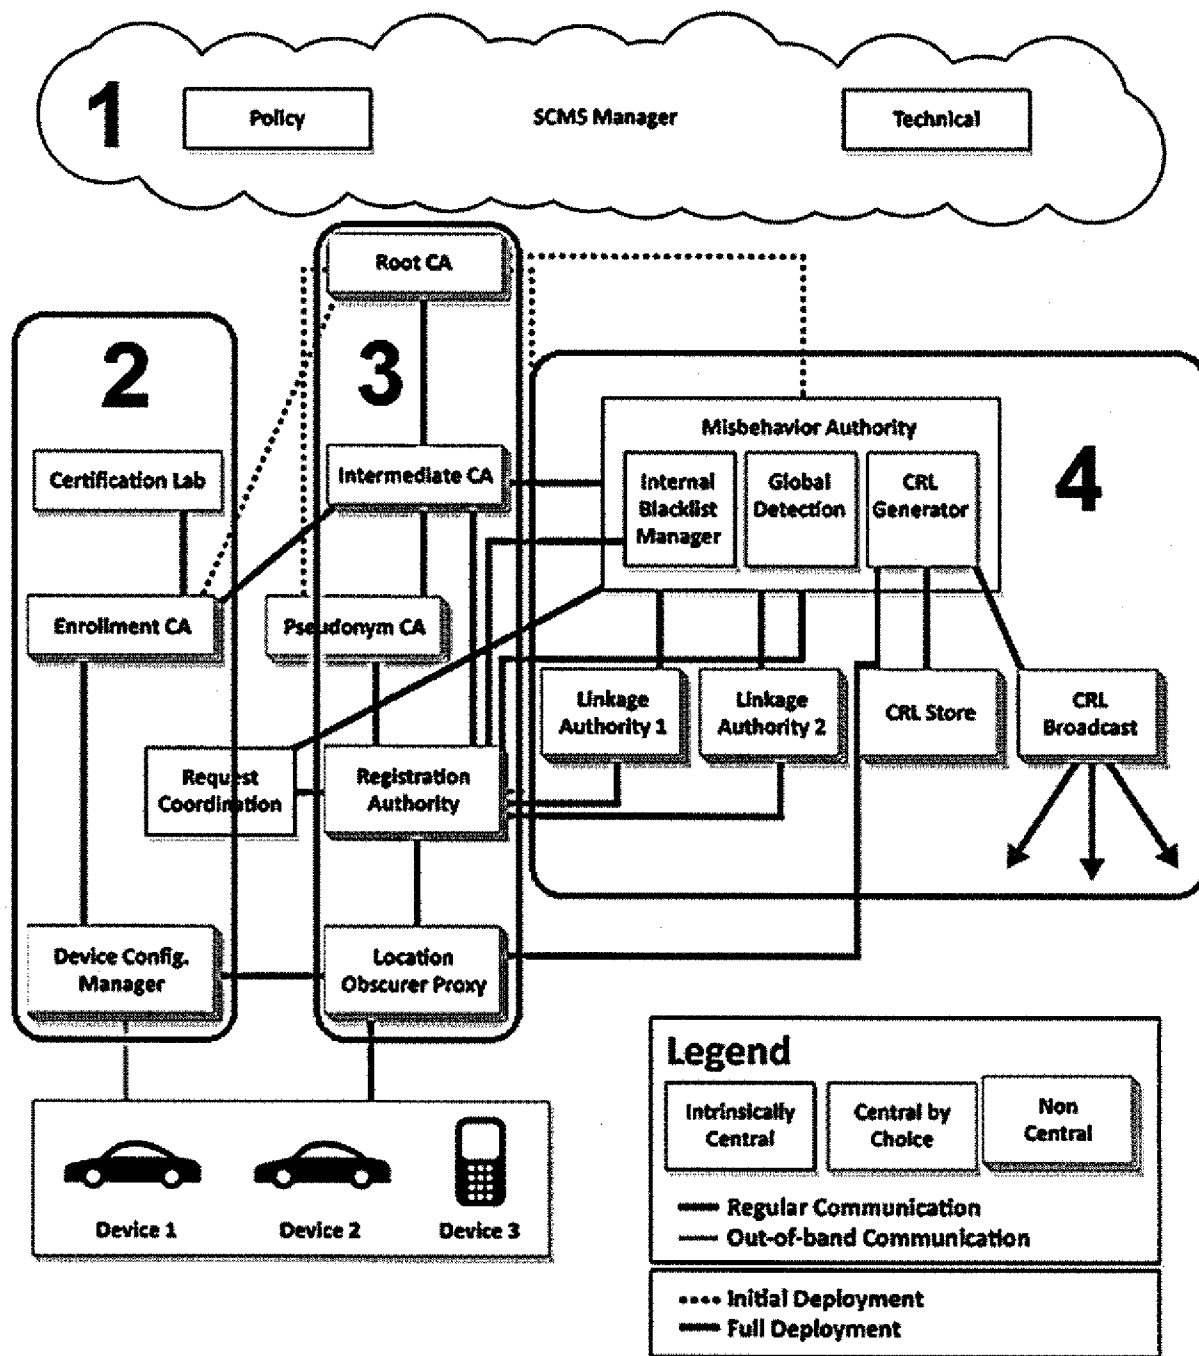 1
Policy
SCMS Manager
Technical
Root CA
2
3
Misbehavior Authority
4
Certification Lab
Intermediate CA
Internal
Blacklist
Manager
Global
Detection
CRL
Generator
Enrollment CA
Pseudonym CA
Linkage
Authority 1
Linkage
Authority 2
CRL Store
CRL
Broadcast
Request
Coordination
Registration
Authority
Device Config.
Manager
Location
Obscurer Proxy
Legend
Intrinsically
Central
Central by
Choice
Non
Central
Regular Communication
Out-of-band Communication
Initial Deployment
Full Deployment
Device 1
Device 2
Device 3